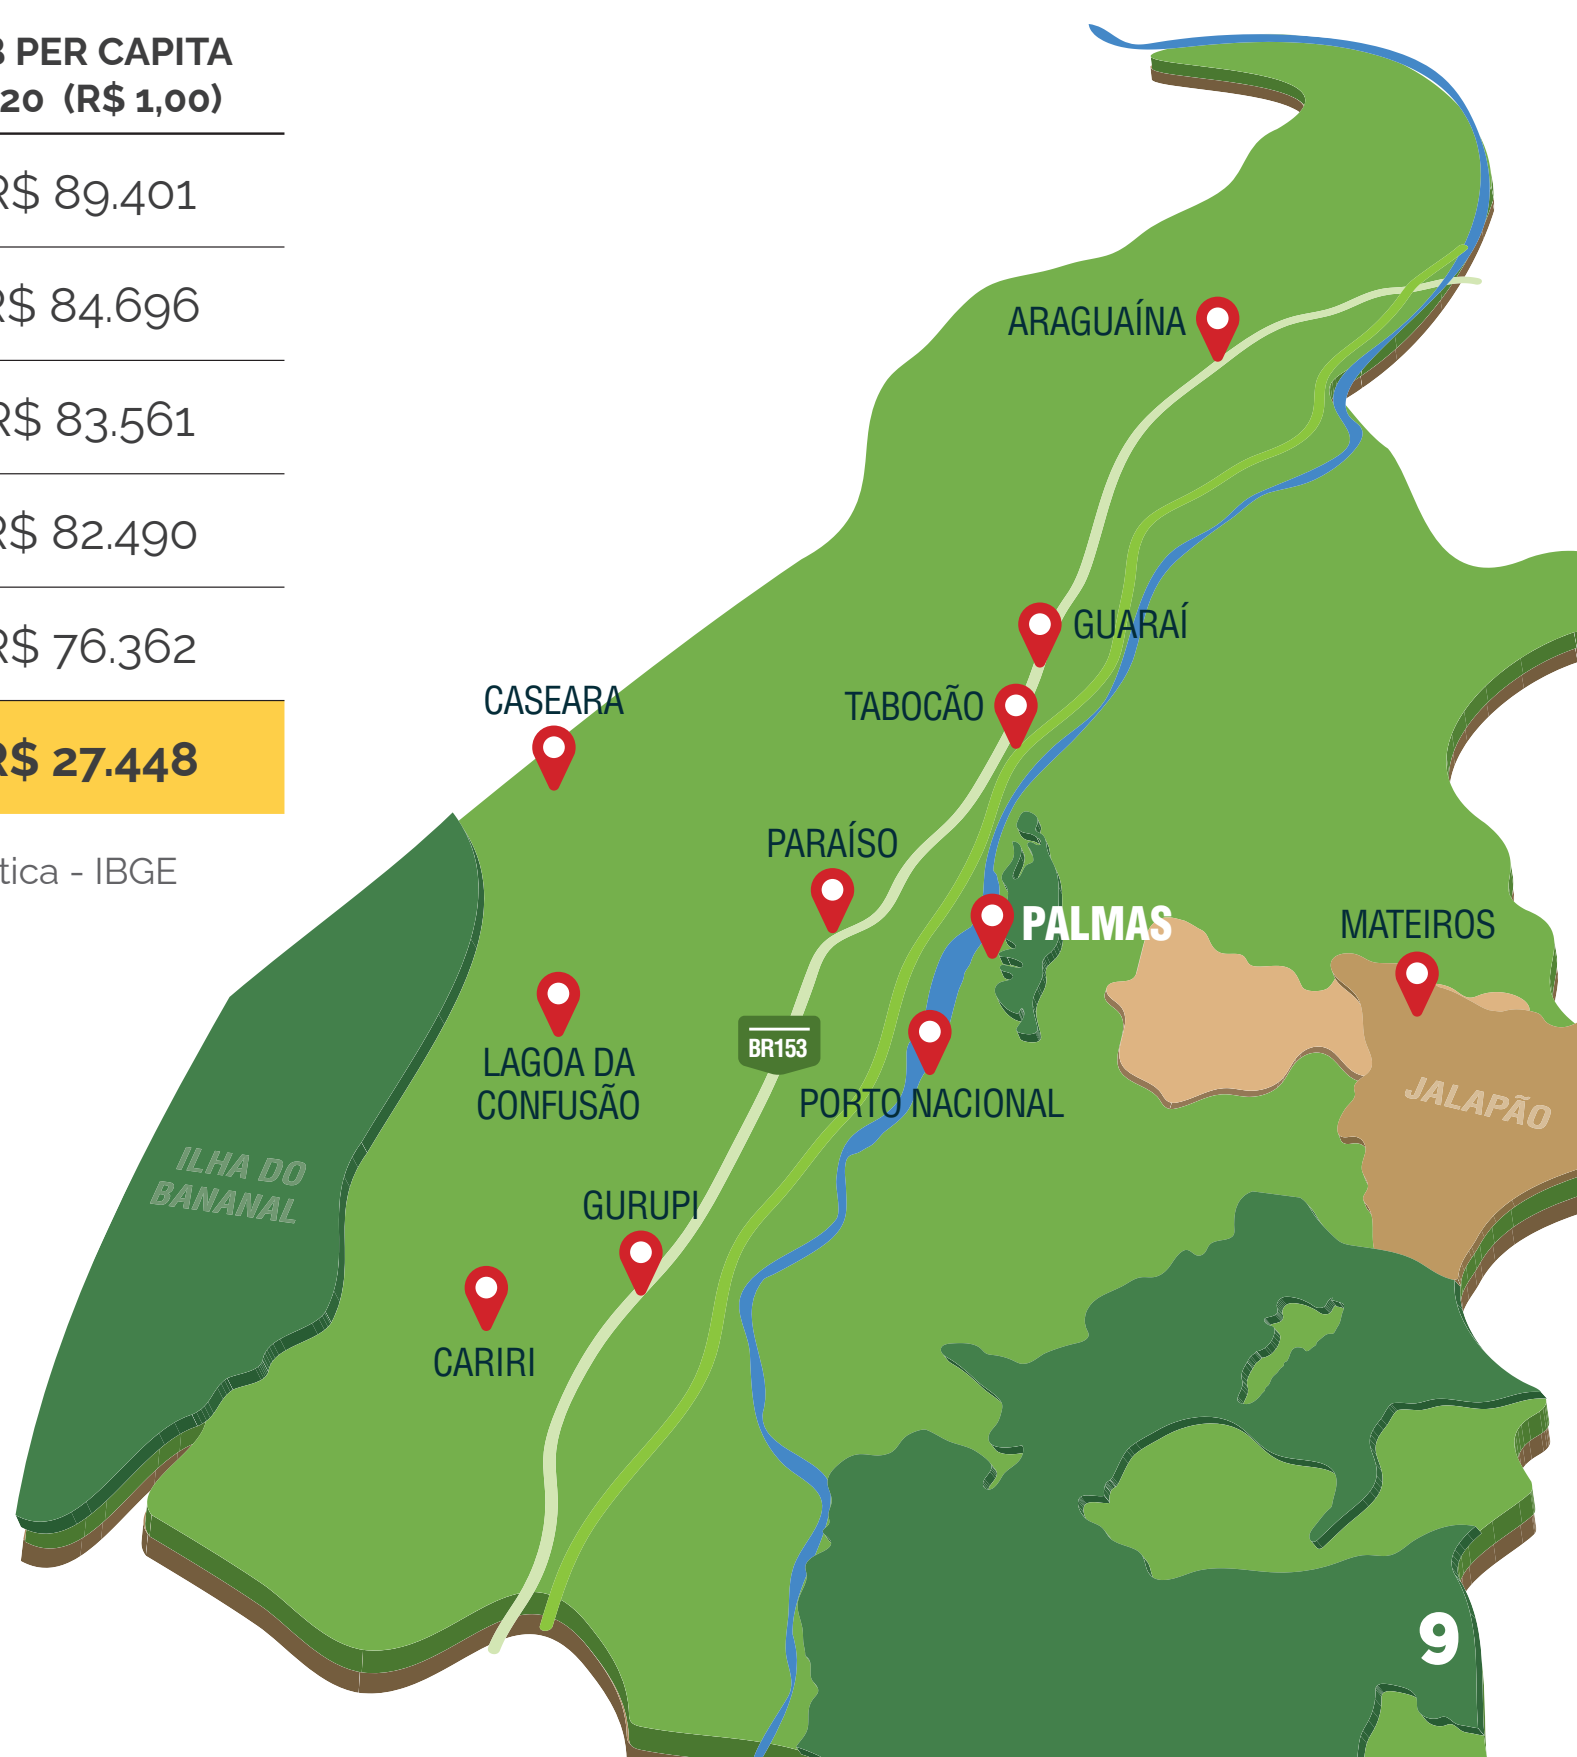 PER CAPITA
20 (R$ 1,00)
R$ 89.401
R$ 84.696
R$ 83.561
R$ 82.490
R$ 76.362
R$ 27.448
tica - IBGE
ARAGUAÍNA
GUARAÍ
CASEARA
TABOCÃO
PARAÍSO
PALMAS
MATEIROS
LAGOA DA
CONFUSÃO
BR153
PORTO NACIONAL
JALAPÃO
ILHA DO
BANANAL
GURUPI
CARIRI
9